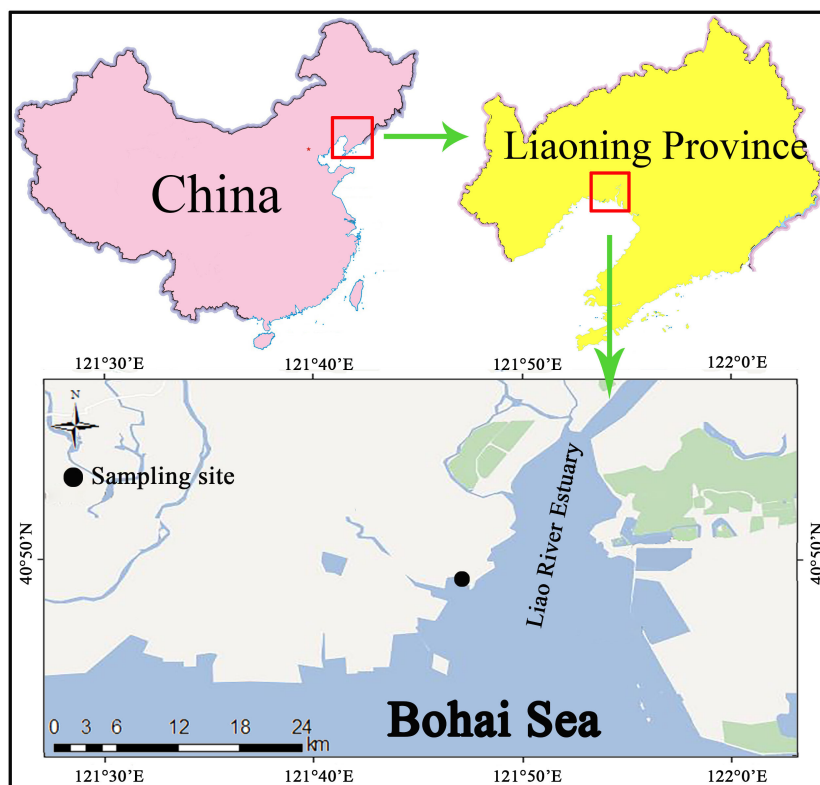 China
Liaoning Province
121°30′E 121°40′E 121°50′E 122°0′E
N
Sampling site
Liao River Estuary
40°50′N
40°50′N
Bohai Sea
0 3 6 12 18 24
km
121°30′E 121°40′E 121°50′E 122°0′E